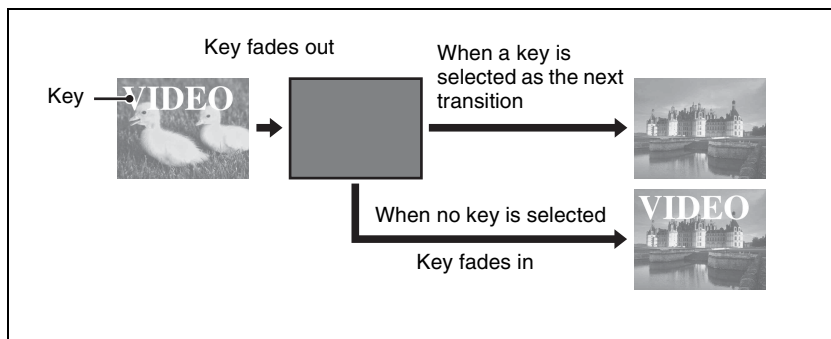 Key fades out
When a key is
selected as the next
transition
Key
VIDEO
When no key is selected
VIDEO
Key fades in